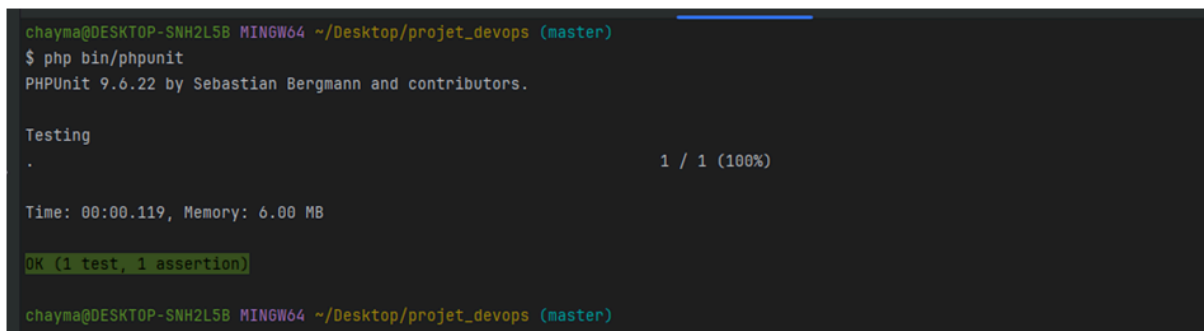 chayma@DESKTOP-SNH2L5B MINGW64 ~/Desktop/projet_devops (master)
$ php bin/phpunit
PHPUnit 9.6.22 by Sebastian Bergmann and contributors.
Testing
. 1 / 1 (100%)
Time: 00:00.119, Memory: 6.00 MB
OK (1 test, 1 assertion)
chayma@DESKTOP-SNH2L5B MINGW64 ~/Desktop/projet_devops (master)